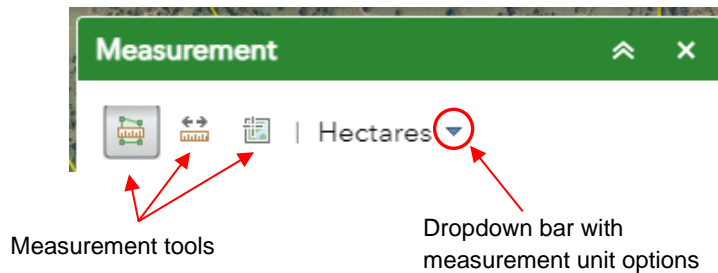 Measurement
Hectares
Measurement tools
Dropdown bar with
measurement unit options